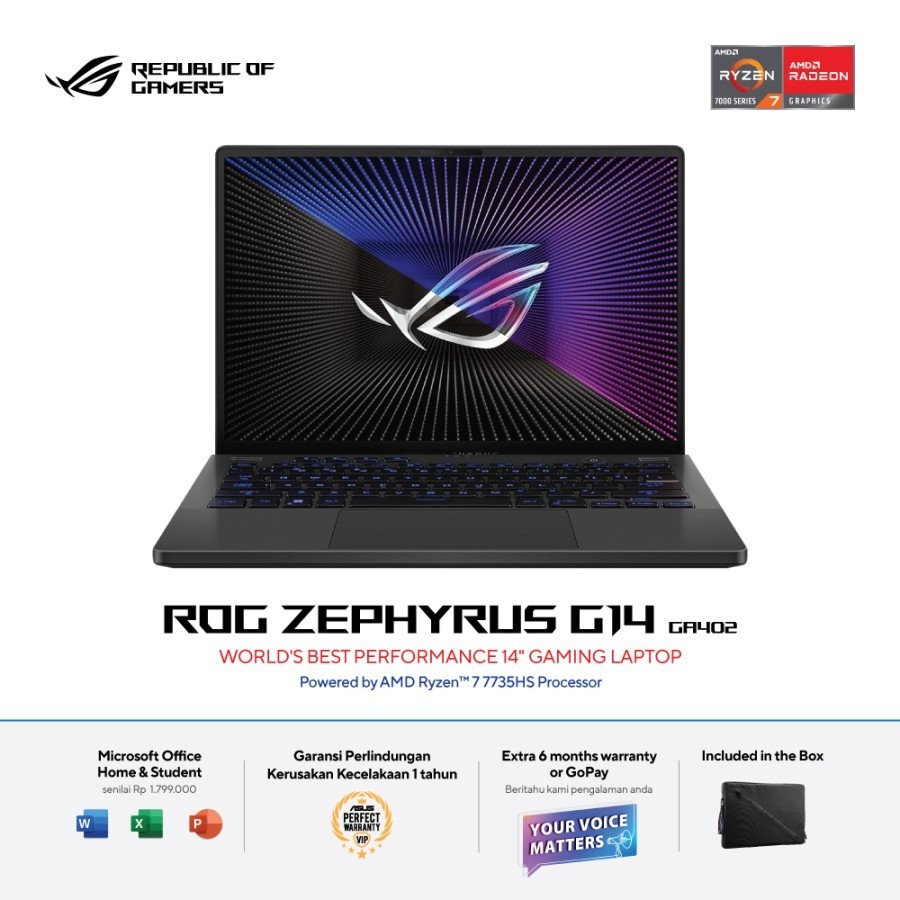 REPUBLIC OF
GAMERS
AMD
RYZEN
7000 SERIES 7
AMD
RADEON
GRAPHICS
ROG ZEPHYRUS G14 GA402
WORLD'S BEST PERFORMANCE 14" GAMING LAPTOP
Powered by AMD Ryzen™ 7 7735HS Processor
Microsoft Office
Home & Student
senilai Rp 1.799.000
W
X
P
Garansi Perlindungan
Kerusakan Kecelakaan 1 tahun
ASUS
PERFECT
WARRANTY
VIP
Extra 6 months warranty
or GoPay
Beritahu kami pengalaman anda
YOUR VOICE
MATTERS
Included in the Box